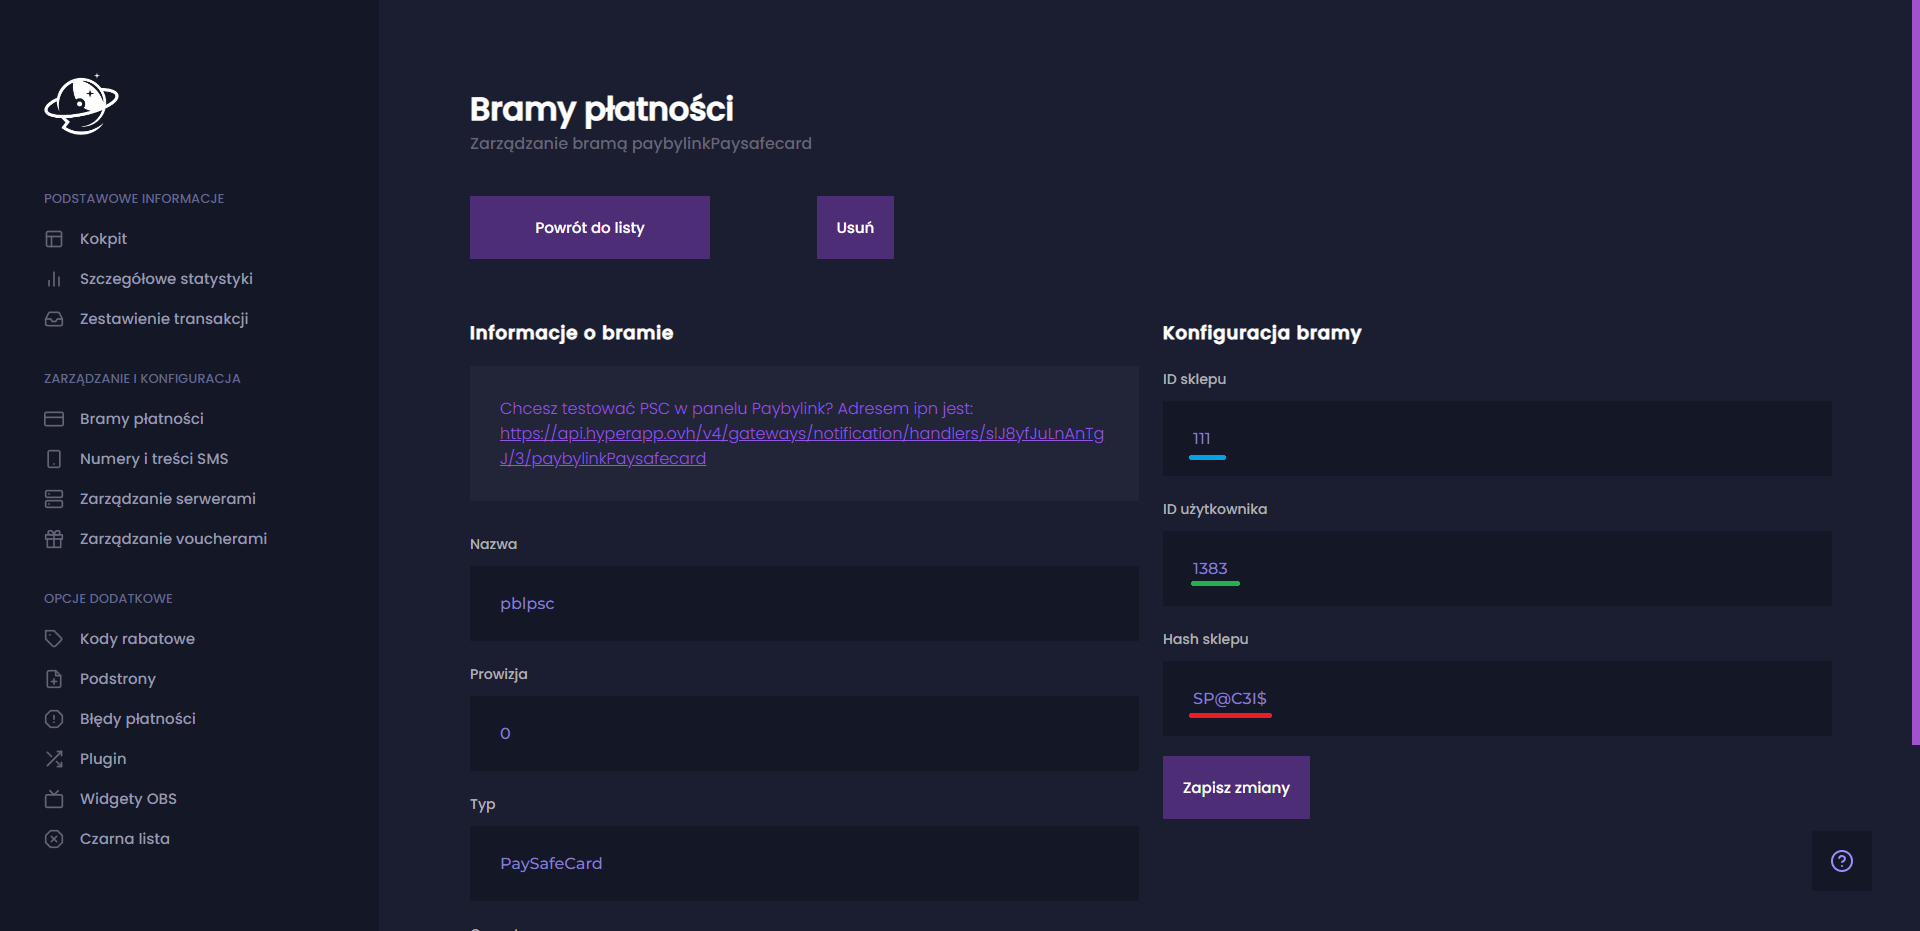 PODSTAWOWE INFORMACJE
Kokpit
Szczegółowe statystyki
Zestawienie transakcji
ZARZĄDZANIE I KONFIGURACJA
Bramy płatności
Numery i treści SMS
Zarządzanie serwerami
Zarządzanie voucherami
OPCJE DODATKOWE
Kody rabatowe
Podstrony
Błędy płatności
Plugin
Widgety OBS
Czarna lista
Bramy płatności
Zarządzanie bramą paybylinkPaysafecard
Powrót do listy
Usuń
Informacje o bramie
Chcesz testować PSC w panelu Paybylink? Adresem ipn jest:
https://api.hyperapp.ovh/v4/gateways/notification/handlers/slJ8yfJuLnAnTg
J/3/paybylinkPaysafecard
Nazwa
pblpsc
Prowizja
0
Typ
PaySafeCard
Konfiguracja bramy
ID sklepu
111
ID użytkownika
1383
Hash sklepu
SP@C3I$
Zapisz zmiany